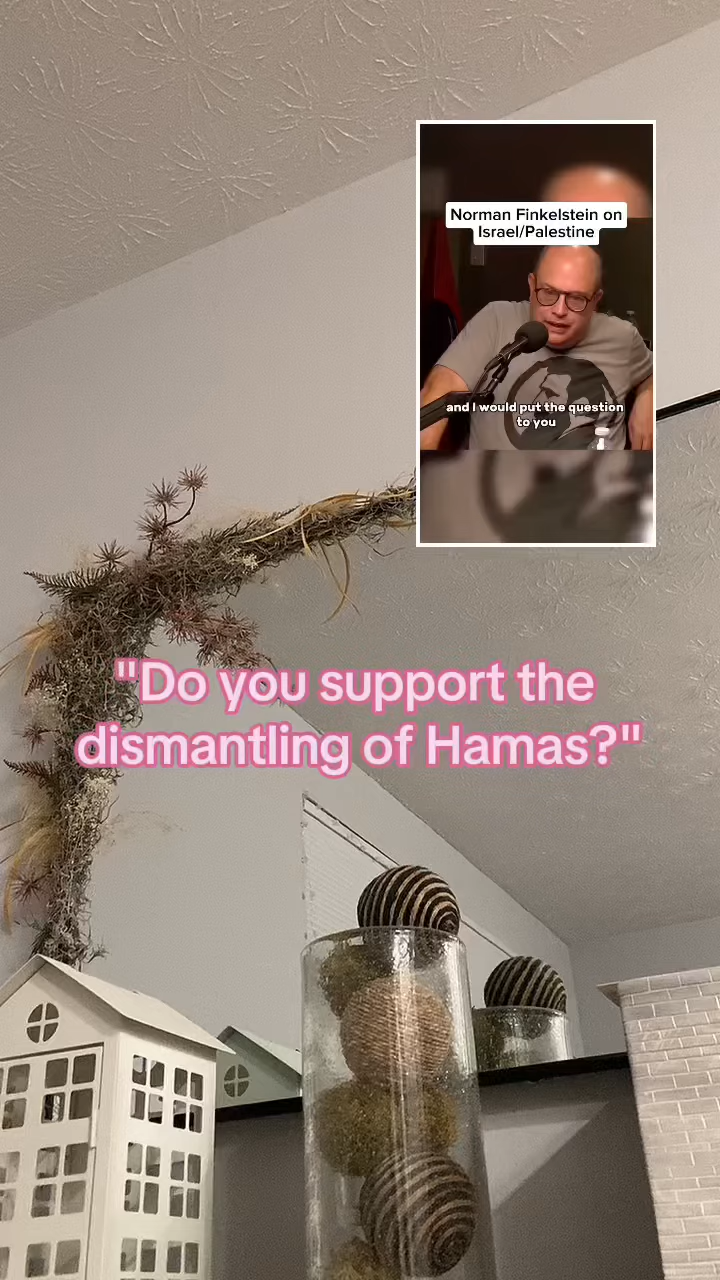 Norman Finkelstein on
Israel/Palestine
and I would put the question
to you
"Do you support the
dismantling of Hamas?"